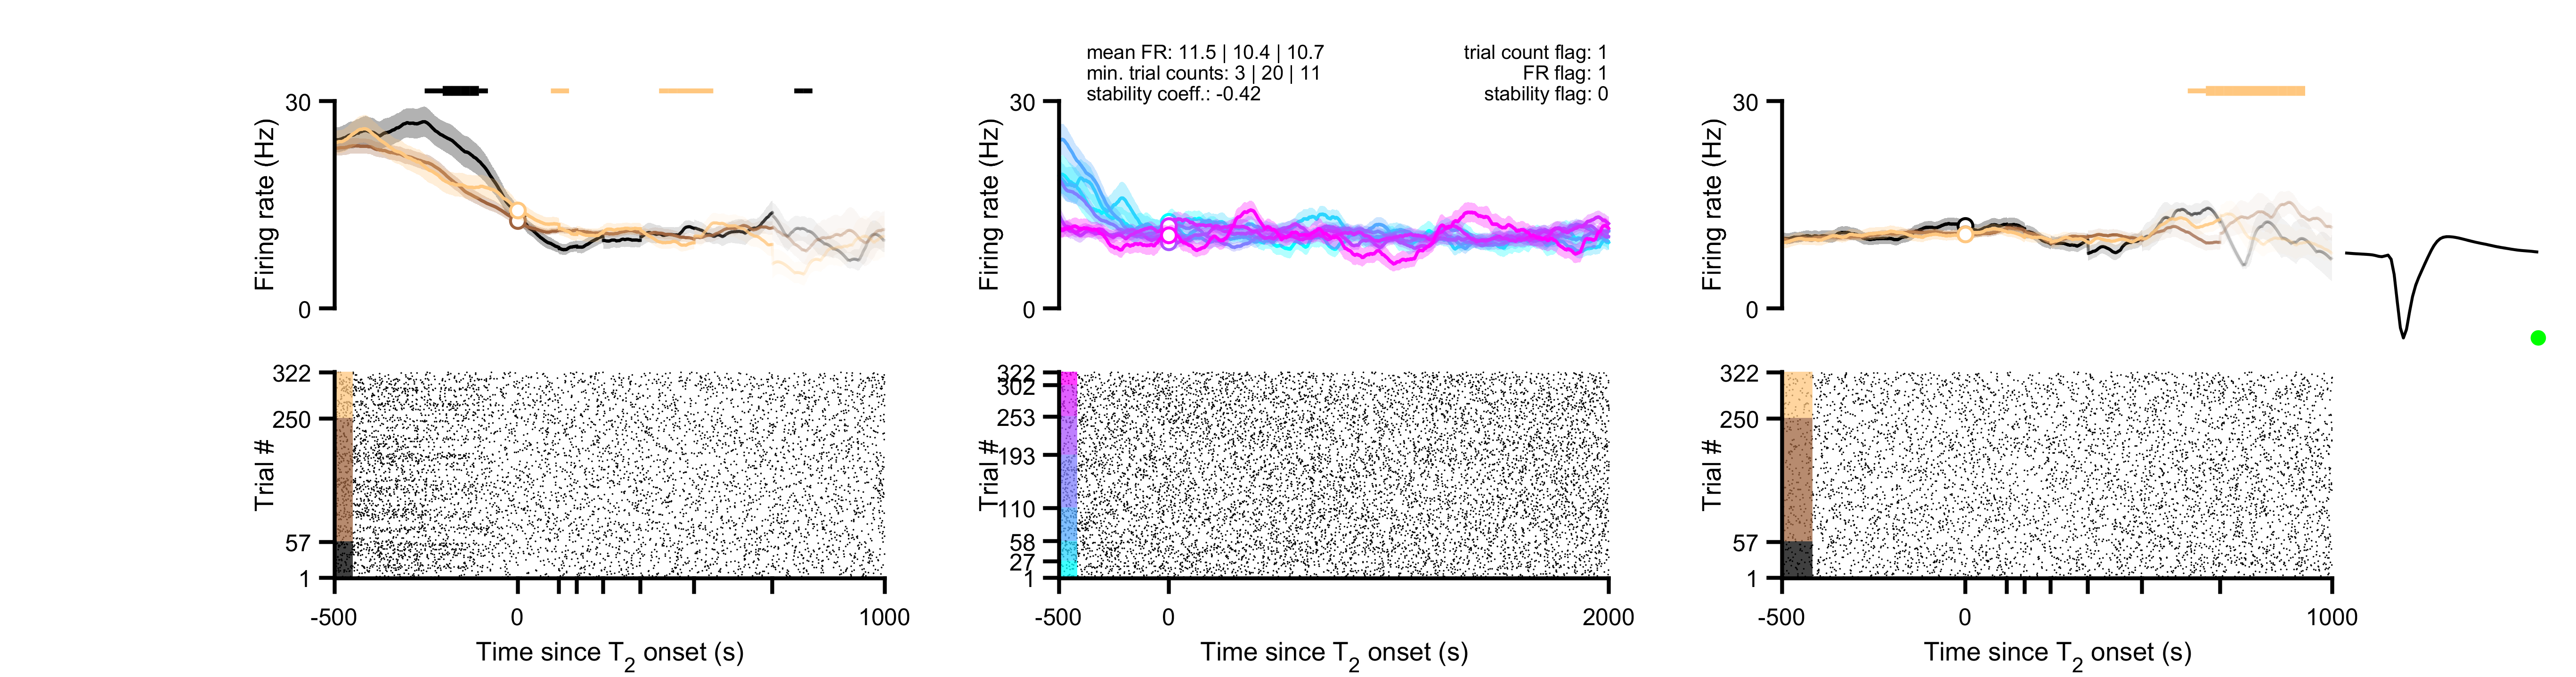 mean FR: 11.5 | 10.4 | 10.7
min. trial counts: 3 | 20 | 11
stability coeff.: -0.42
trial count flag: 1
FR flag: 1
stability flag: 0
30
Firing rate (Hz)
0
30
Firing rate (Hz)
0
30
Firing rate (Hz)
0
322
250
Trial #
57
1
322
302
253
Trial #
193
110
58
27
1
322
250
Trial #
57
1
-500
0
1000
-500
0
2000
-500
0
1000
Time since T2 onset (s)
Time since T2 onset (s)
Time since T2 onset (s)